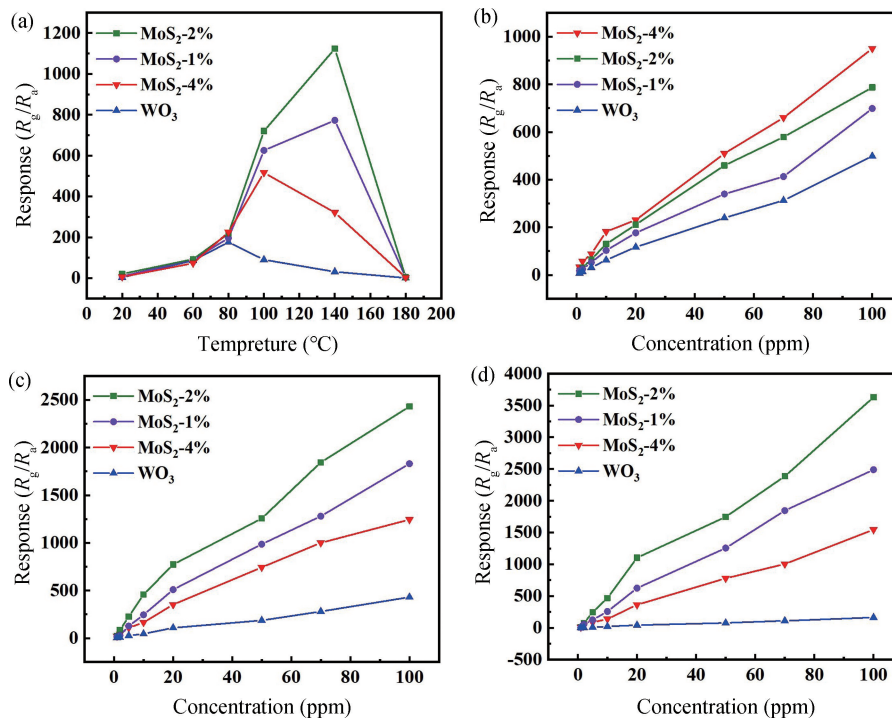 (a)
MoS₂-2%
MoS₂-1%
MoS₂-4%
WO₃
Response (Rg/Ra)
1200
1000
800
600
400
200
0
0 20 40 60 80 100 120 140 160 180 200
Tempreture (°C)
(b)
MoS₂-4%
MoS₂-2%
MoS₂-1%
WO₃
Response (Rg/Ra)
1000
800
600
400
200
0
0 20 40 60 80 100
Concentration (ppm)
(c)
MoS₂-2%
MoS₂-1%
MoS₂-4%
WO₃
Response (Rg/Ra)
2500
2000
1500
1250
1000
500
0
0 20 40 60 80 100
Concentration (ppm)
(d)
MoS₂-2%
MoS₂-1%
MoS₂-4%
WO₃
Response (Rg/Ra)
4000
3500
3000
2500
2000
1500
1000
500
0
-500
0 20 40 60 80 100
Concentration (ppm)